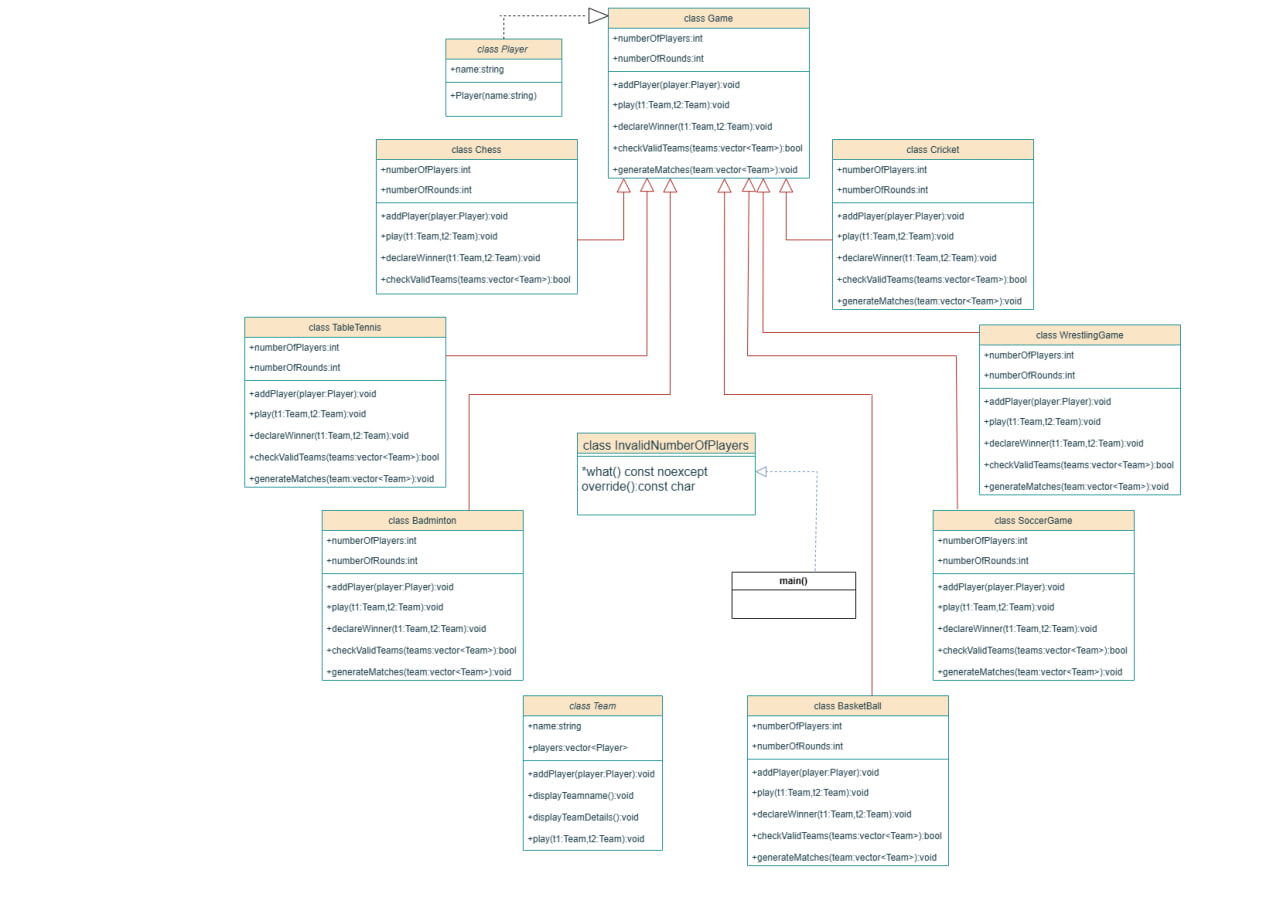 class Game
+numberOfPlayers:int
+numberOfRounds:int
+addPlayer(player:Player):void
+play(t1:Team,t2:Team):void
+declareWinner(t1:Team,t2:Team):void
+checkValidTeams(teams:vector<Team>):bool
+generateMatches(team:vector<Team>):void
class Player
+name:string
+Player(name:string)
class Chess
+numberOfPlayers:int
+numberOfRounds:int
+addPlayer(player:Player):void
+play(t1:Team,t2:Team):void
+declareWinner(t1:Team,t2:Team):void
+checkValidTeams(teams:vector<Team>):bool
class Cricket
+numberOfPlayers:int
+numberOfRounds:int
+addPlayer(player:Player):void
+play(t1:Team,t2:Team):void
+declareWinner(t1:Team,t2:Team):void
+checkValidTeams(teams:vector<Team>):bool
+generateMatches(team:vector<Team>):void
class TableTennis
+numberOfPlayers:int
+numberOfRounds:int
+addPlayer(player:Player):void
+play(t1:Team,t2:Team):void
+declareWinner(t1:Team,t2:Team):void
+checkValidTeams(teams:vector<Team>):bool
+generateMatches(team:vector<Team>):void
class WrestlingGame
+numberOfPlayers:int
+numberOfRounds:int
+addPlayer(player:Player):void
+play(t1:Team,t2:Team):void
+declareWinner(t1:Team,t2:Team):void
+checkValidTeams(teams:vector<Team>):bool
+generateMatches(team:vector<Team>):void
class InvalidNumberOfPlayers
*what() const noexcept
override():const char
main()
class Badminton
+numberOfPlayers:int
+numberOfRounds:int
+addPlayer(player:Player):void
+play(t1:Team,t2:Team):void
+declareWinner(t1:Team,t2:Team):void
+checkValidTeams(teams:vector<Team>):bool
+generateMatches(team:vector<Team>):void
class SoccerGame
+numberOfPlayers:int
+numberOfRounds:int
+addPlayer(player:Player):void
+play(t1:Team,t2:Team):void
+declareWinner(t1:Team,t2:Team):void
+checkValidTeams(teams:vector<Team>):bool
+generateMatches(team:vector<Team>):void
class Team
+name:string
+players:vector<Player>
+addPlayer(player:Player):void
+displayTeamname():void
+displayTeamDetails():void
+play(t1:Team,t2:Team):void
class BasketBall
+numberOfPlayers:int
+numberOfRounds:int
+addPlayer(player:Player):void
+play(t1:Team,t2:Team):void
+declareWinner(t1:Team,t2:Team):void
+checkValidTeams(teams:vector<Team>):bool
+generateMatches(team:vector<Team>):void